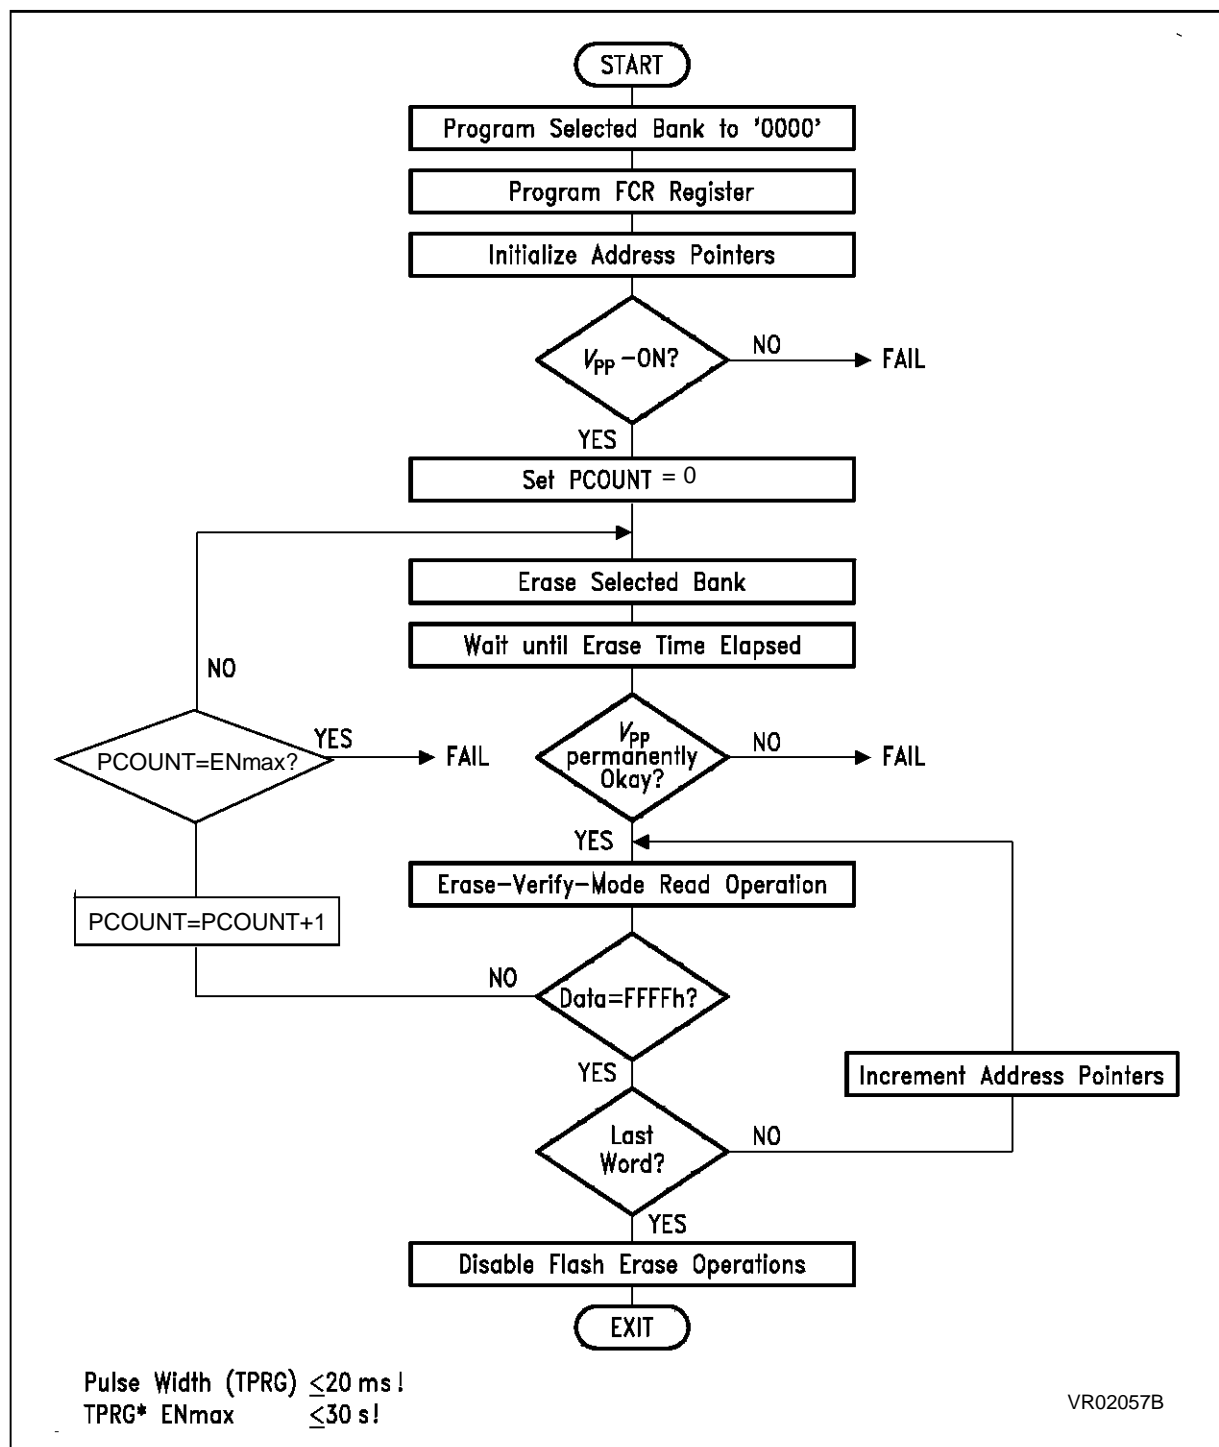 START
Program Selected Bank to '0000'
Program FCR Register
Initialize Address Pointers
VPP -ON?
NO
FAIL
YES
Set PCOUNT = 0
Erase Selected Bank
Wait until Erase Time Elapsed
NO
PCOUNT=ENmax?
YES
FAIL
VPP
permanently
Okay?
NO
FAIL
YES
Erase-Verify-Mode Read Operation
PCOUNT=PCOUNT+1
NO
Data=FFFFh?
YES
Increment Address Pointers
Last
Word?
NO
YES
Disable Flash Erase Operations
EXIT
Pulse Width (TPRG) ≤20 ms!
TPRG* ENmax ≤30 s!
VR02057B